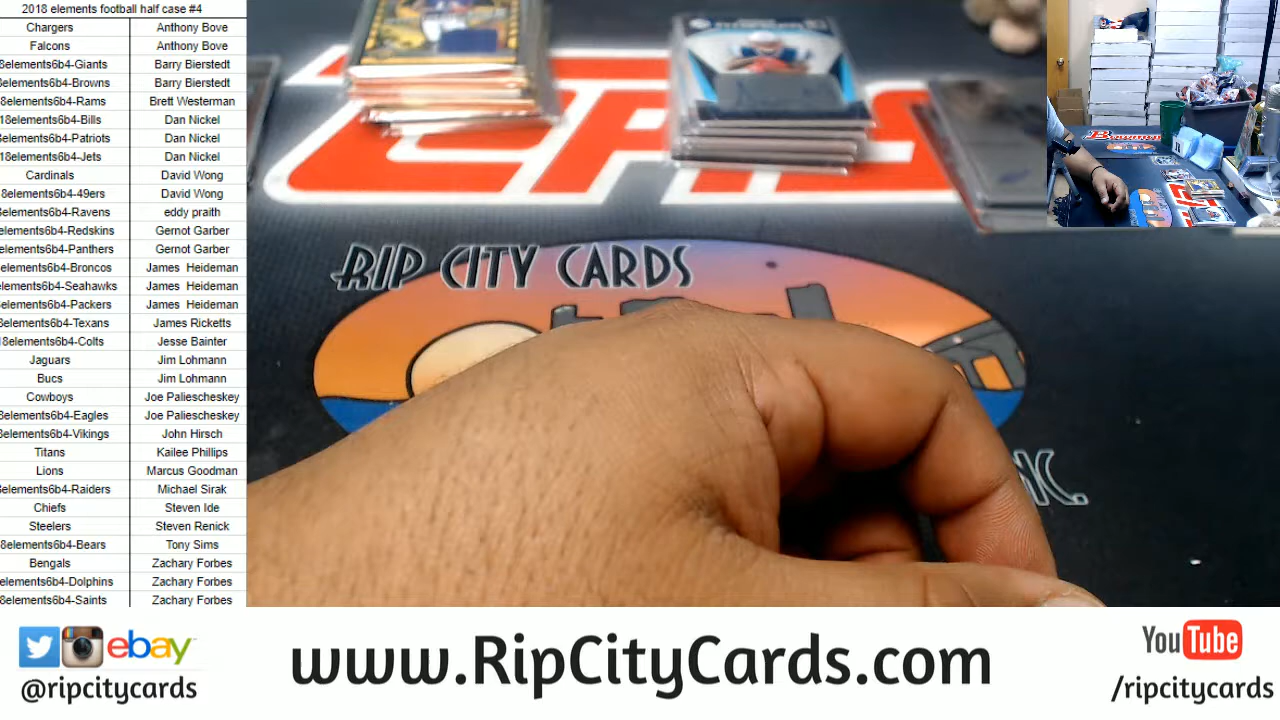 2018 elements football half case #4
Chargers Anthony Bove
Falcons Anthony Bove
8elements6b4-Giants Barry Bierstedt
elements6b4-Browns Barry Bierstedt
8elements6b4-Rams Brett Westerman
18elements6b4-Bills Dan Nickel
elements6b4-Patriots Dan Nickel
18elements6b4-Jets Dan Nickel
Cardinals David Wong
8elements6b4-49ers David Wong
elements6b4-Ravens eddy praith
elements6b4-Redskins Gernot Garber
elements6b4-Panthers Gernot Garber
elements6b4-Broncos James Heideman
elements6b4-Seahawks James Heideman
elements6b4-Packers James Heideman
elements6b4-Texans James Ricketts
8elements6b4-Colts Jesse Bainter
Jaguars Jim Lohmann
Bucs Jim Lohmann
Cowboys Joe Paliescheskey
8elements6b4-Eagles Joe Paliescheskey
elements6b4-Vikings John Hirsch
Titans Kailee Phillips
Lions Marcus Goodman
elements6b4-Raiders Michael Sirak
Chiefs Steven Ide
Steelers Steven Renick
8elements6b4-Bears Tony Sims
Bengals Zachary Forbes
elements6b4-Dolphins Zachary Forbes
8elements6b4-Saints Zachary Forbes
RIP CITY CARDS
NC.
ebay
@ripcitycards
www.RipCityCards.com
YouTube
/ripcitycards